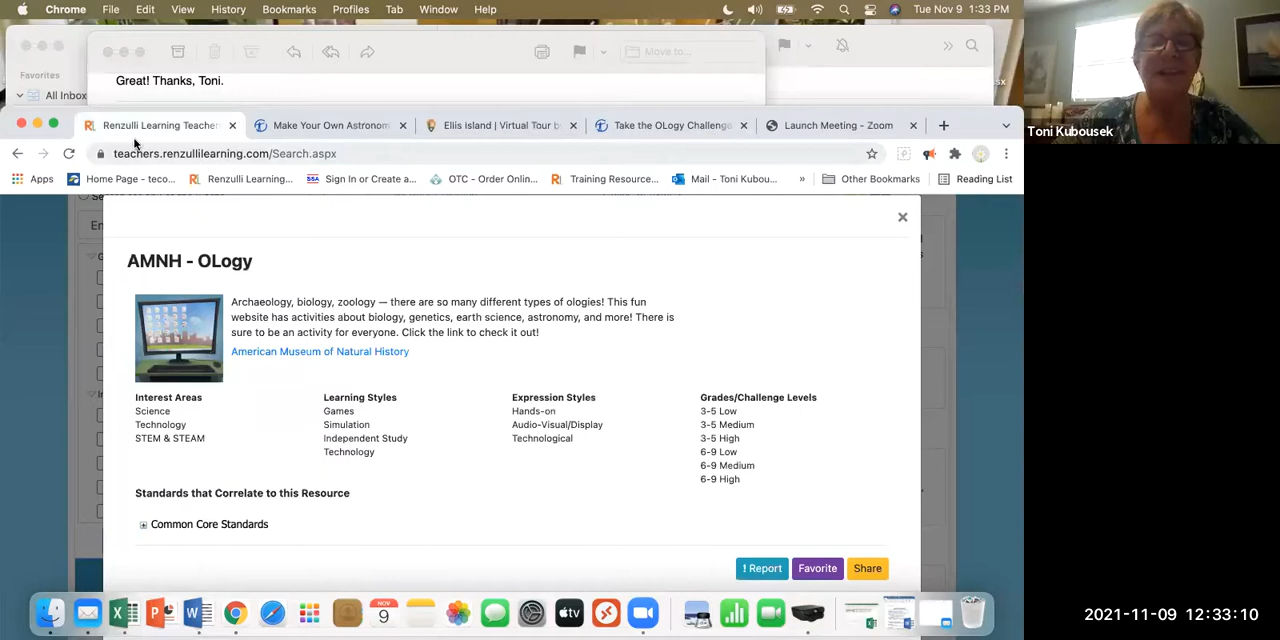 Chrome File Edit View History Bookmarks Profiles Tab Window Help Tue Nov 9 1:33 PM
Move to...
Favorites
Great! Thanks, Toni.
All Inbox
sx
Renzulli Learning Teacher Make Your Own Astronom Ellis Island | Virtual Tour b Take the OLogy Challenge Launch Meeting - Zoom
teachers.renzullilearning.com/Search.aspx
Apps Home Page - teco... Renzulli Learning... SSA Sign In or Create a... OTC - Order Onlin... Training Resource... Mail - Toni Kubou... » Other Bookmarks Reading List
Toni Kubousek
En
AMNH - OLogy
Archaeology, biology, zoology — there are so many different types of ologies! This fun
website has activities about biology, genetics, earth science, astronomy, and more! There is
sure to be an activity for everyone. Click the link to check it out!
American Museum of Natural History
Interest Areas Learning Styles Expression Styles Grades/Challenge Levels
Science Games Hands-on 3-5 Low
Technology Simulation Audio-Visual/Display 3-5 Medium
STEM & STEAM Independent Study Technological 3-5 High
Technology 6-9 Low
6-9 Medium
6-9 High
Standards that Correlate to this Resource
Common Core Standards
! Report Favorite Share
NOV
9
tv
2021-11-09 12:33:10